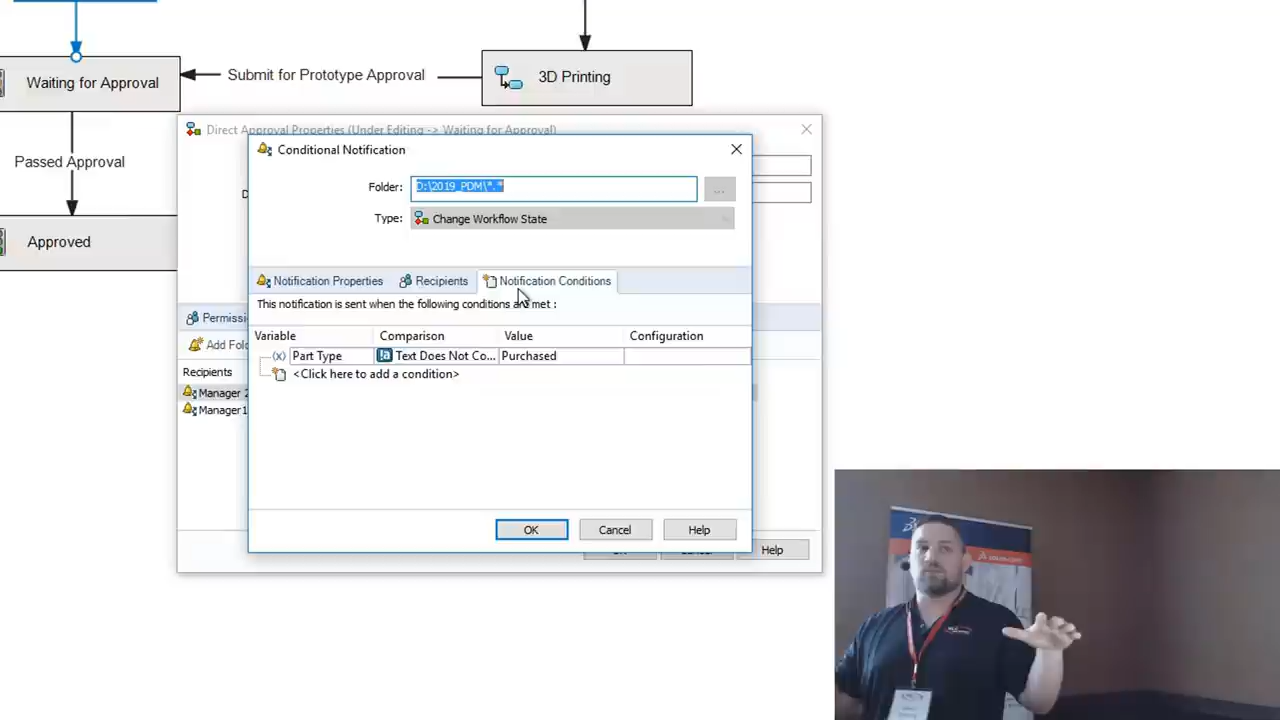 Waiting for Approval
Submit for Prototype Approval
3D Printing
Passed Approval
Approved
Direct Approval Properties (Under Editing -> Waiting for Approval)
Conditional Notification
Folder: D:\2019_PDM\*.* ...
Type: Change Workflow State
Notification Properties Recipients Notification Conditions
This notification is sent when the following conditions are met :
Variable Comparison Value Configuration
Part Type Text Does Not Co... Purchased
<Click here to add a condition>
Permissi
Add Fol
Recipients
Manager 2
Manager1
OK Cancel Help
Help